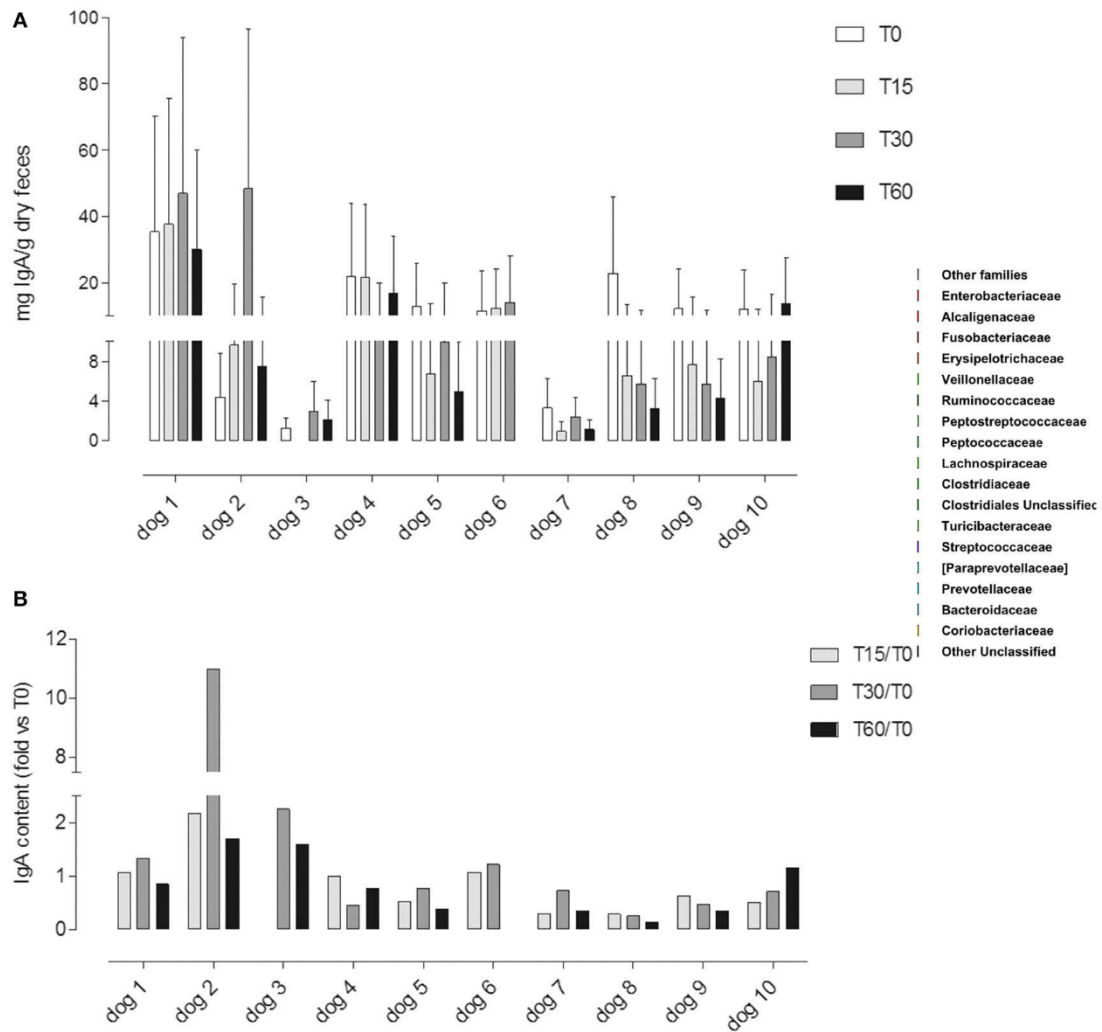 A
100
80
60
40
20
8
4
0
mg IgA/g dry feces
dog 1
dog 2
dog 3
dog 4
dog 5
dog 6
dog 7
dog 8
dog 9
dog 10
T0
T15
T30
T60
Other families
Enterobacteriaceae
Alcaligenaceae
Fusobacteriaceae
Erysipelotrichaceae
Veillonellaceae
Ruminococcaceae
Peptostreptococcaceae
Peptococcaceae
Lachnospiraceae
Clostridiaceae
Clostridiales Unclassified
Turicibacteraceae
Streptococcaceae
[Paraprevotellaceae]
Prevotellaceae
Bacteroidaceae
Coriobacteriaceae
Other Unclassified
B
12
10
8
2
1
0
IgA content (fold vs T0)
dog 1
dog 2
dog 3
dog 4
dog 5
dog 6
dog 7
dog 8
dog 9
dog 10
T15/T0
T30/T0
T60/T0